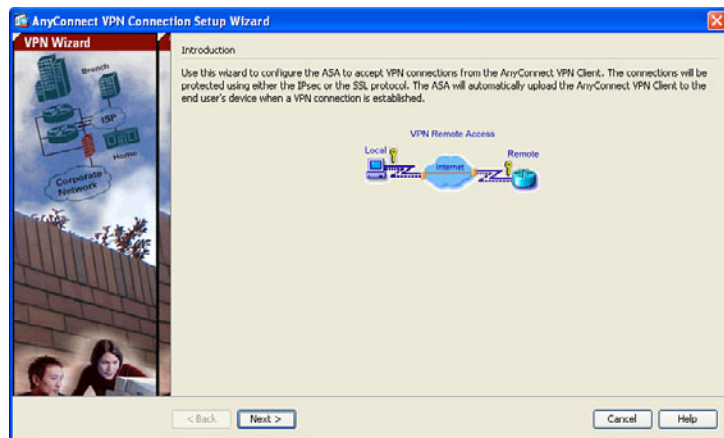 AnyConnect VPN Connection Setup Wizard
VPN Wizard
Branch
ISP
Home
Corporate
Network
Introduction
Use this wizard to configure the ASA to accept VPN connections from the AnyConnect VPN Client. The connections will be
protected using either the IPsec or the SSL protocol. The ASA will automatically upload the AnyConnect VPN Client to the
end user's device when a VPN connection is established.
VPN Remote Access
Local
Internet
Remote
< Back
Next >
Cancel
Help